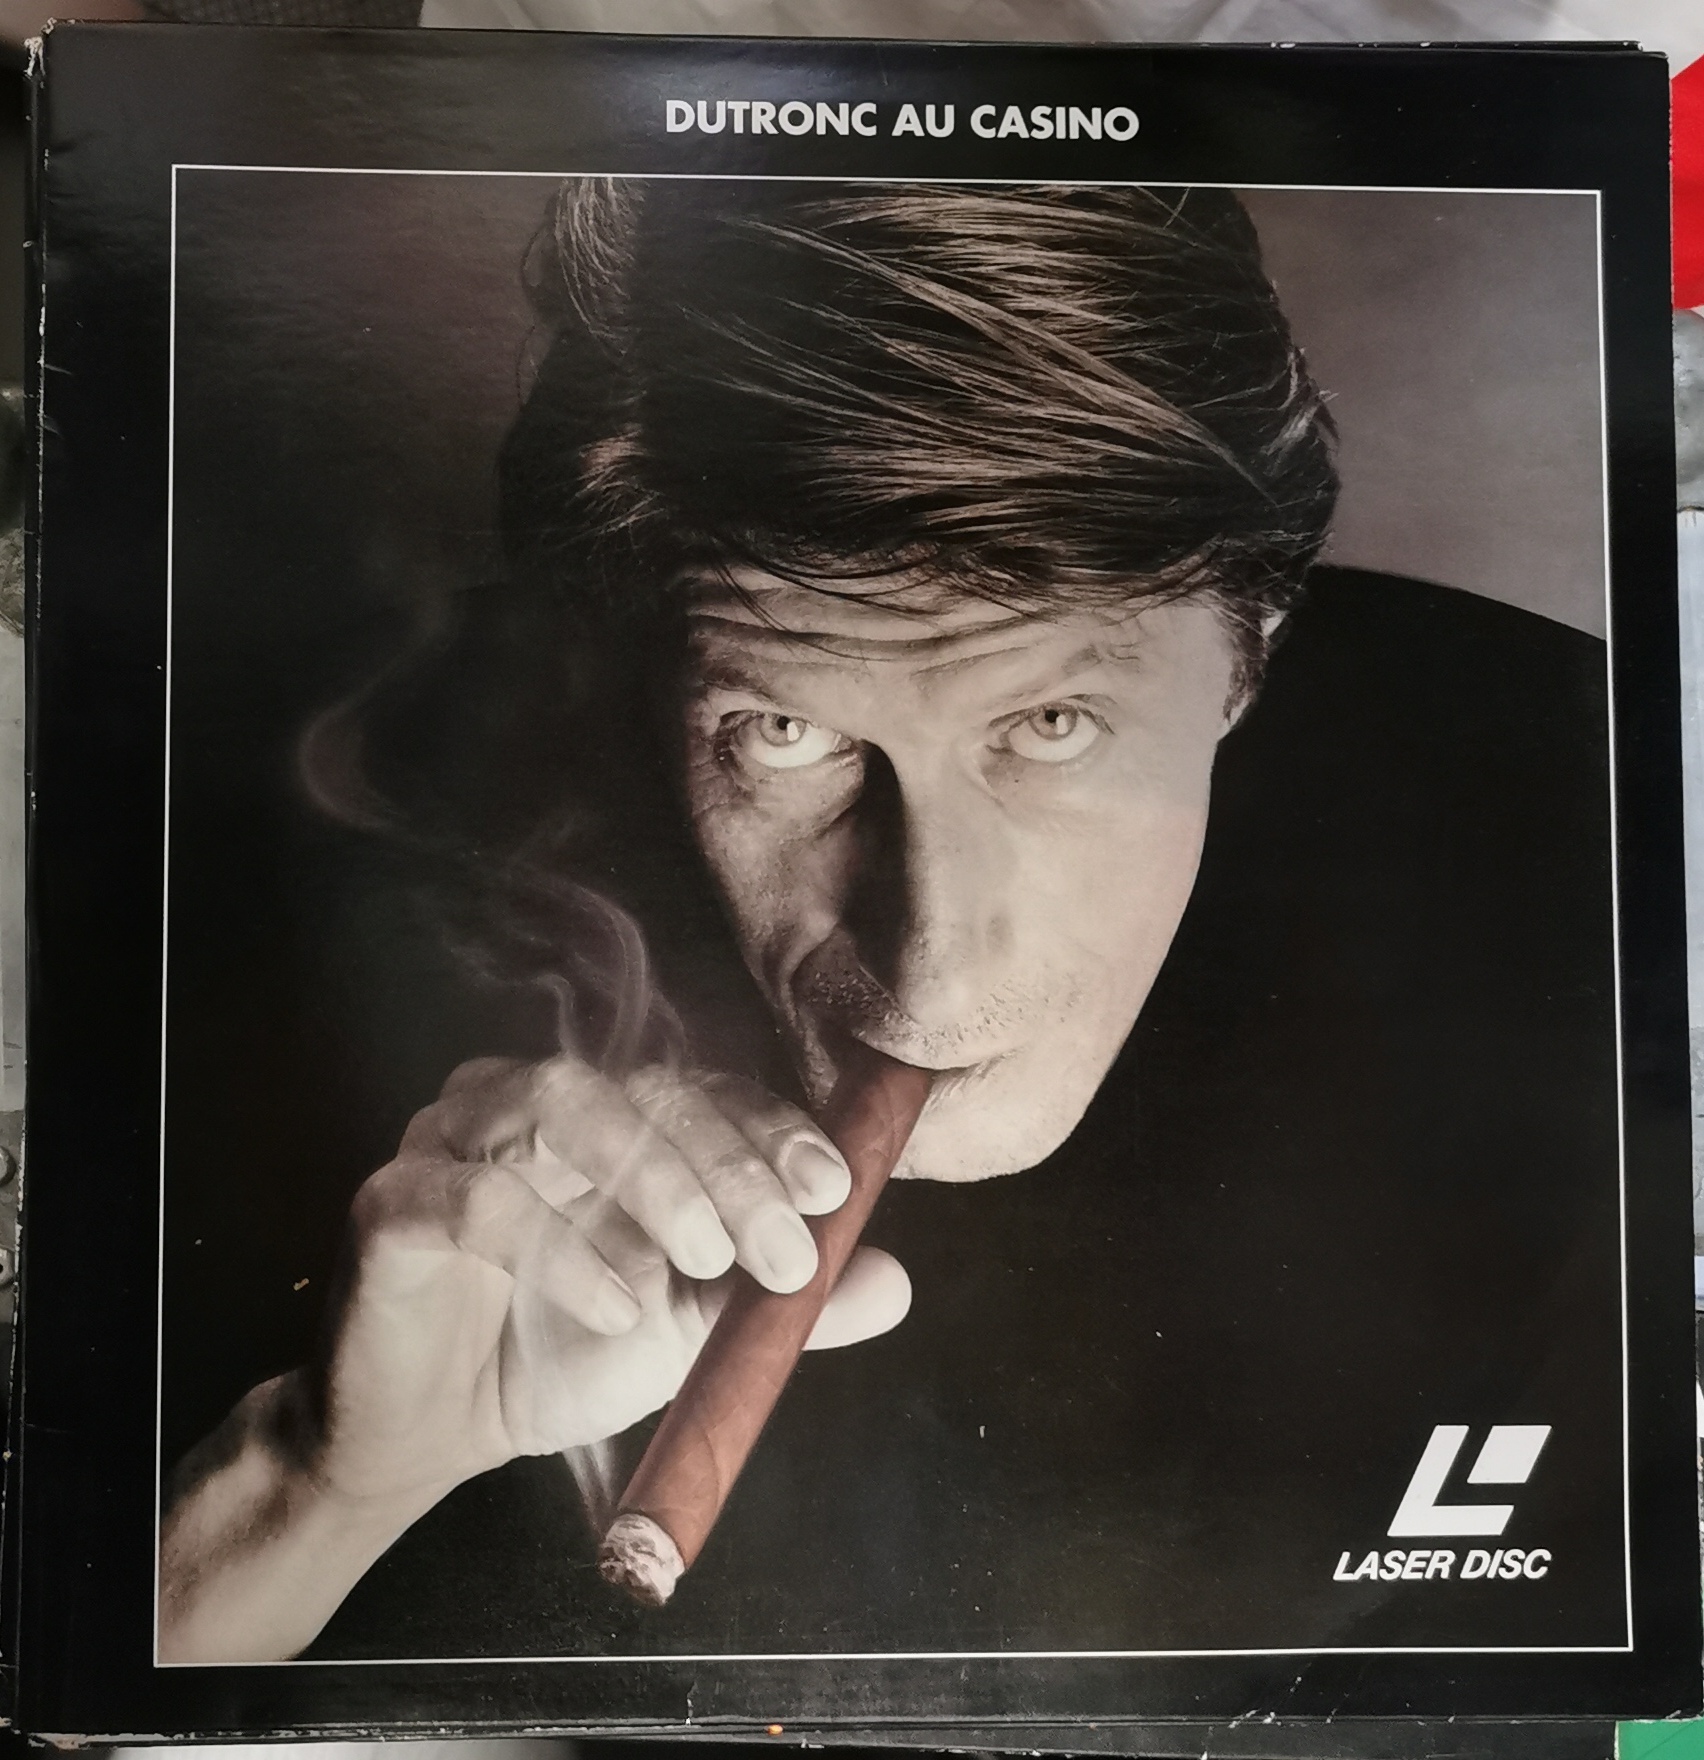 DUTRONC AU CASINO
LASER DISC